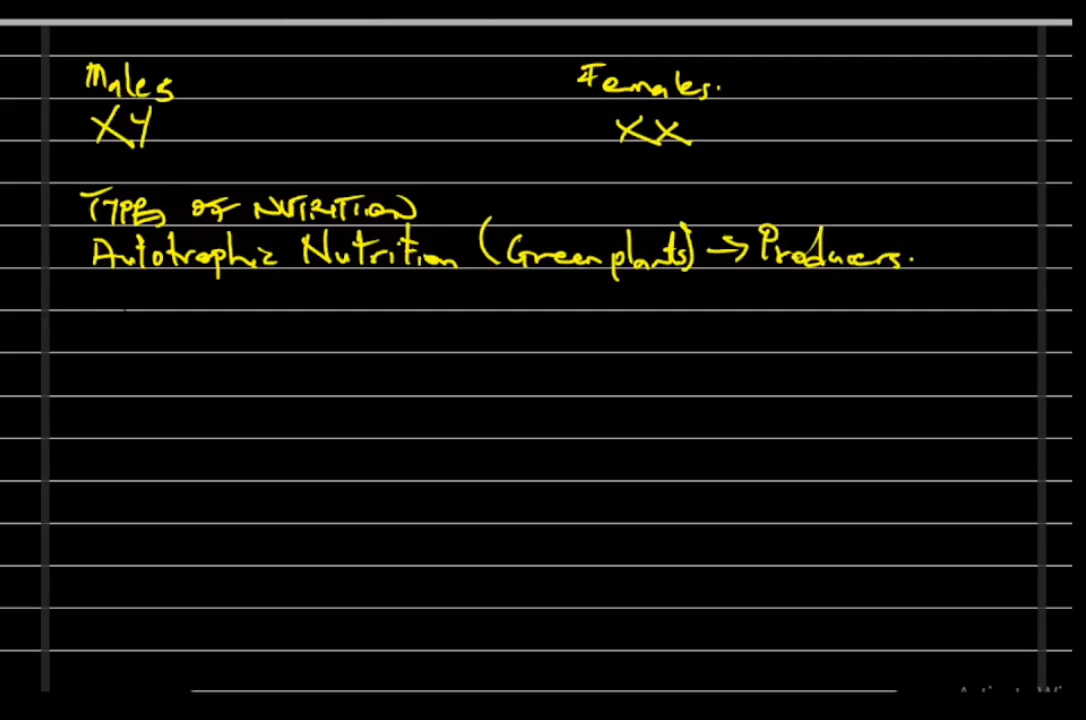 Males Females.
XY XX
TYPES OF NUTRITION
Autotrophic Nutrition (Green plants) → Producers.